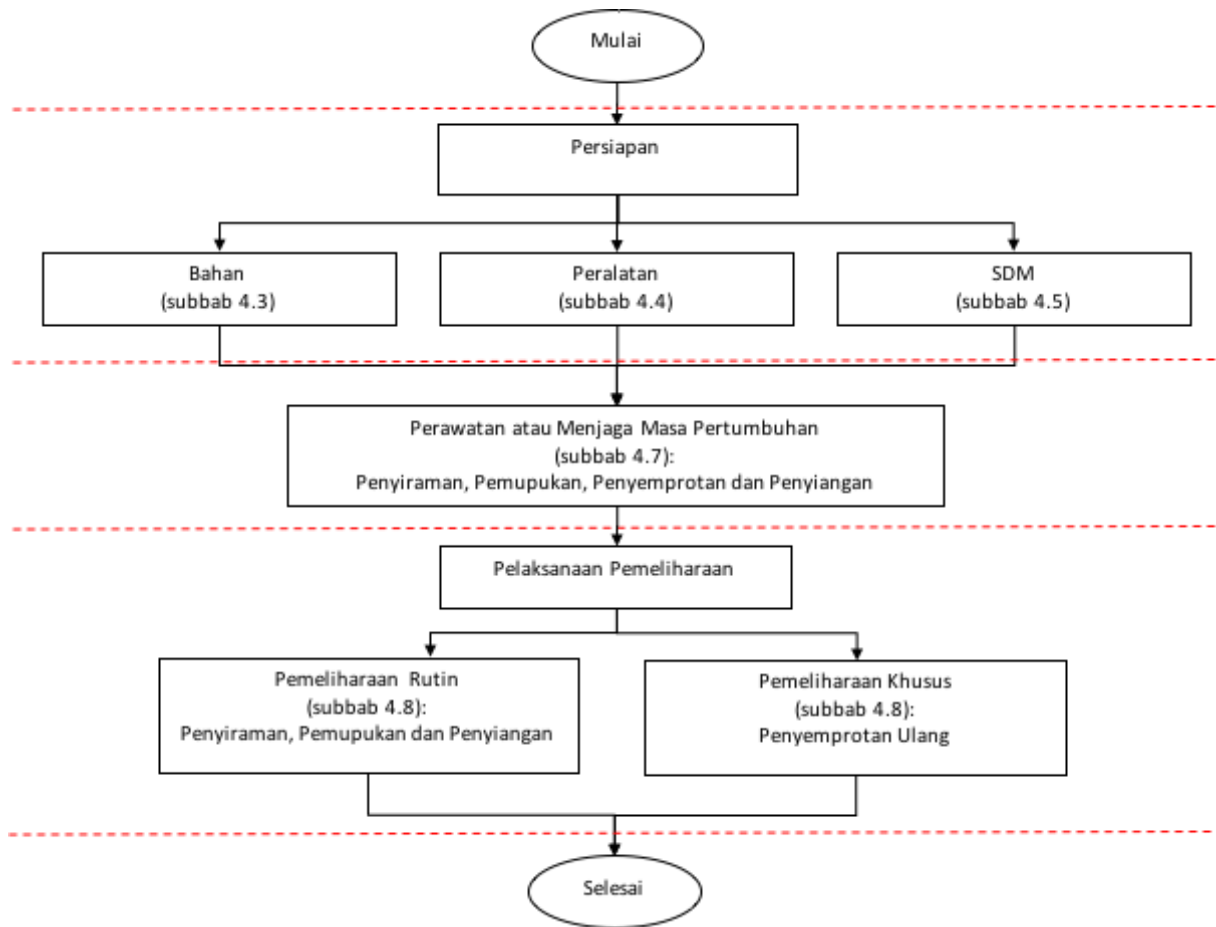 Mulai
Persiapan
Bahan
(subbab 4.3)
Peralatan
(subbab 4.4)
SDM
(subbab 4.5)
Perawatan atau Menjaga Masa Pertumbuhan
(subbab 4.7):
Penyiraman, Pemupukan, Penyemprotan dan Penyiangan
Pelaksanaan Pemeliharaan
Pemeliharaan Rutin
(subbab 4.8):
Penyiraman, Pemupukan dan Penyiangan
Pemeliharaan Khusus
(subbab 4.8):
Penyemprotan Ulang
Selesai